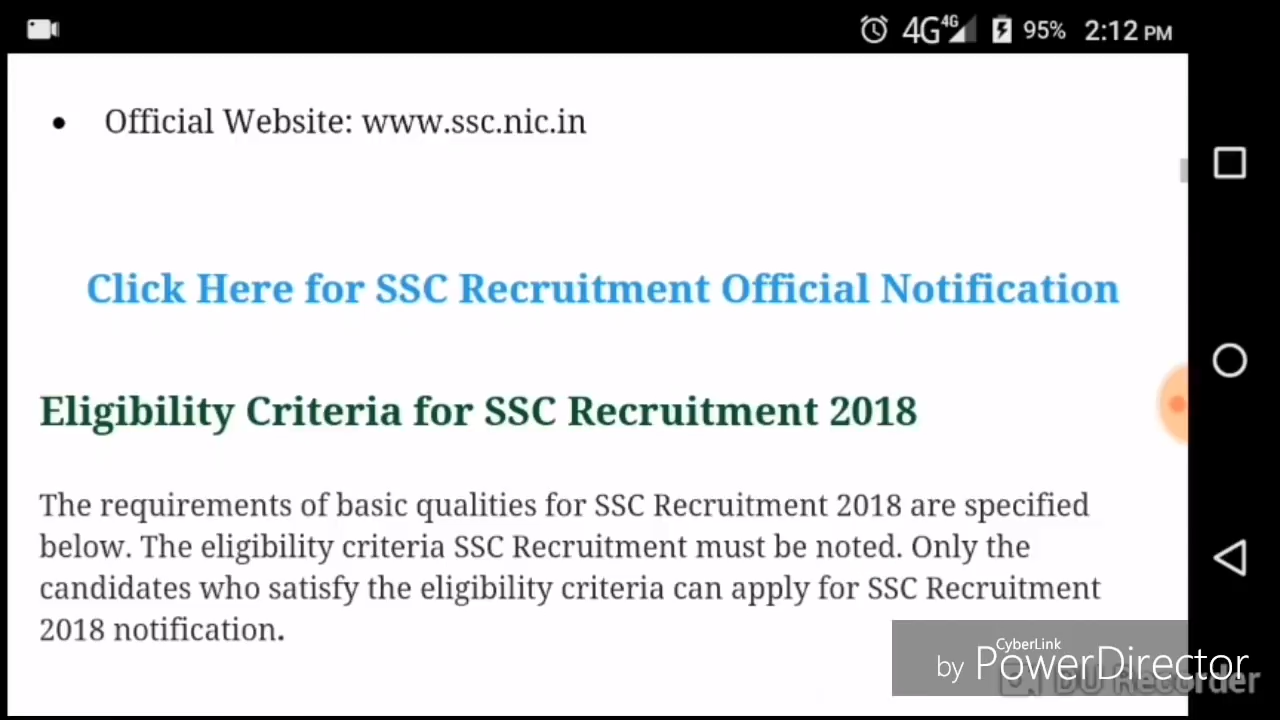 4G 4G 95% 2:12 PM
• Official Website: www.ssc.nic.in
Click Here for SSC Recruitment Official Notification
Eligibility Criteria for SSC Recruitment 2018
The requirements of basic qualities for SSC Recruitment 2018 are specified
below. The eligibility criteria SSC Recruitment must be noted. Only the
candidates who satisfy the eligibility criteria can apply for SSC Recruitment
2018 notification.
CyberLink
by PowerDirector
DU Recorder